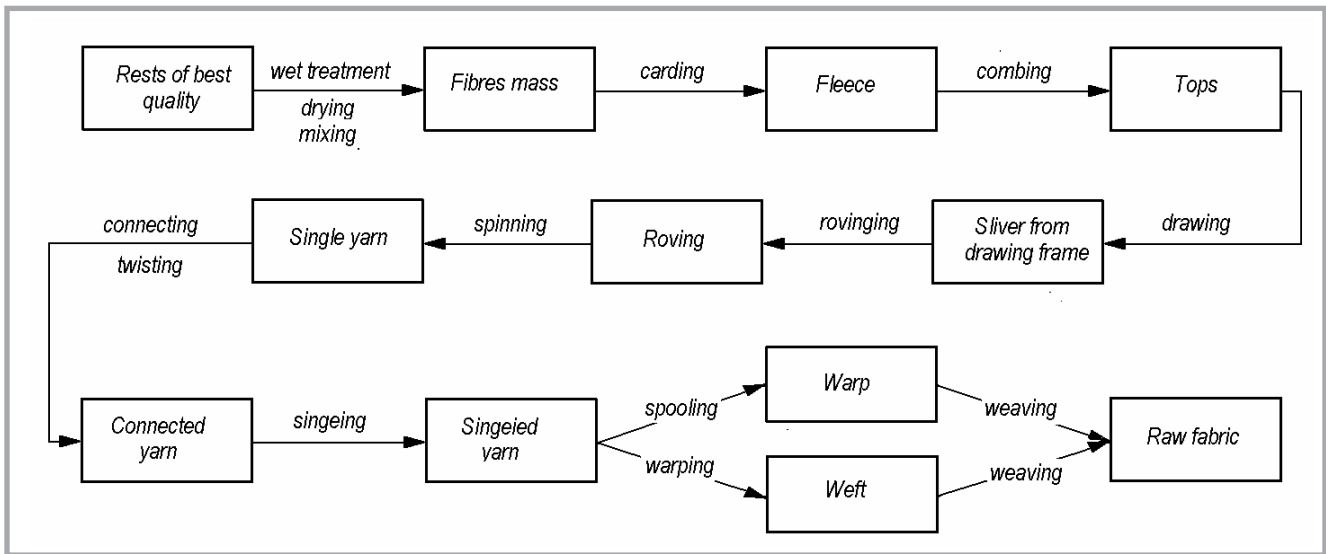 Rests of best
quality
wet treatment
drying
mixing
Fibres mass
carding
Fleece
combing
Tops
drawing
Sliver from
drawing frame
rovinging
Roving
spinning
Single yarn
connecting
twisting
Connected
yarn
singeing
Singeied
yarn
spooling
warping
Warp
Weft
weaving
weaving
Raw fabric